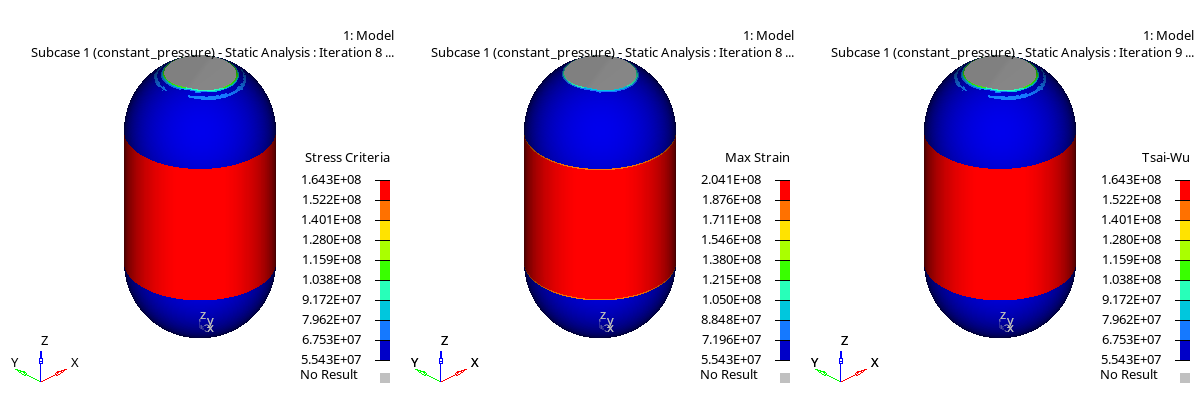 1: Model
Subcase 1 (constant_pressure) - Static Analysis : Iteration 8 ...
Stress Criteria
1.643E+08
1.522E+08
1.401E+08
1.280E+08
1.159E+08
1.038E+08
9.172E+07
7.962E+07
6.753E+07
5.543E+07
No Result
Z
Y
X
Z
Y
X
1: Model
Subcase 1 (constant_pressure) - Static Analysis : Iteration 8 ...
Max Strain
2.041E+08
1.876E+08
1.711E+08
1.546E+08
1.380E+08
1.215E+08
1.050E+08
8.848E+07
7.196E+07
5.543E+07
No Result
Z
Y
X
Z
Y
X
1: Model
Subcase 1 (constant_pressure) - Static Analysis : Iteration 9 ...
Tsai-Wu
1.643E+08
1.522E+08
1.401E+08
1.280E+08
1.159E+08
1.038E+08
9.172E+07
7.962E+07
6.753E+07
5.543E+07
No Result
Z
Y
X
Z
Y
X